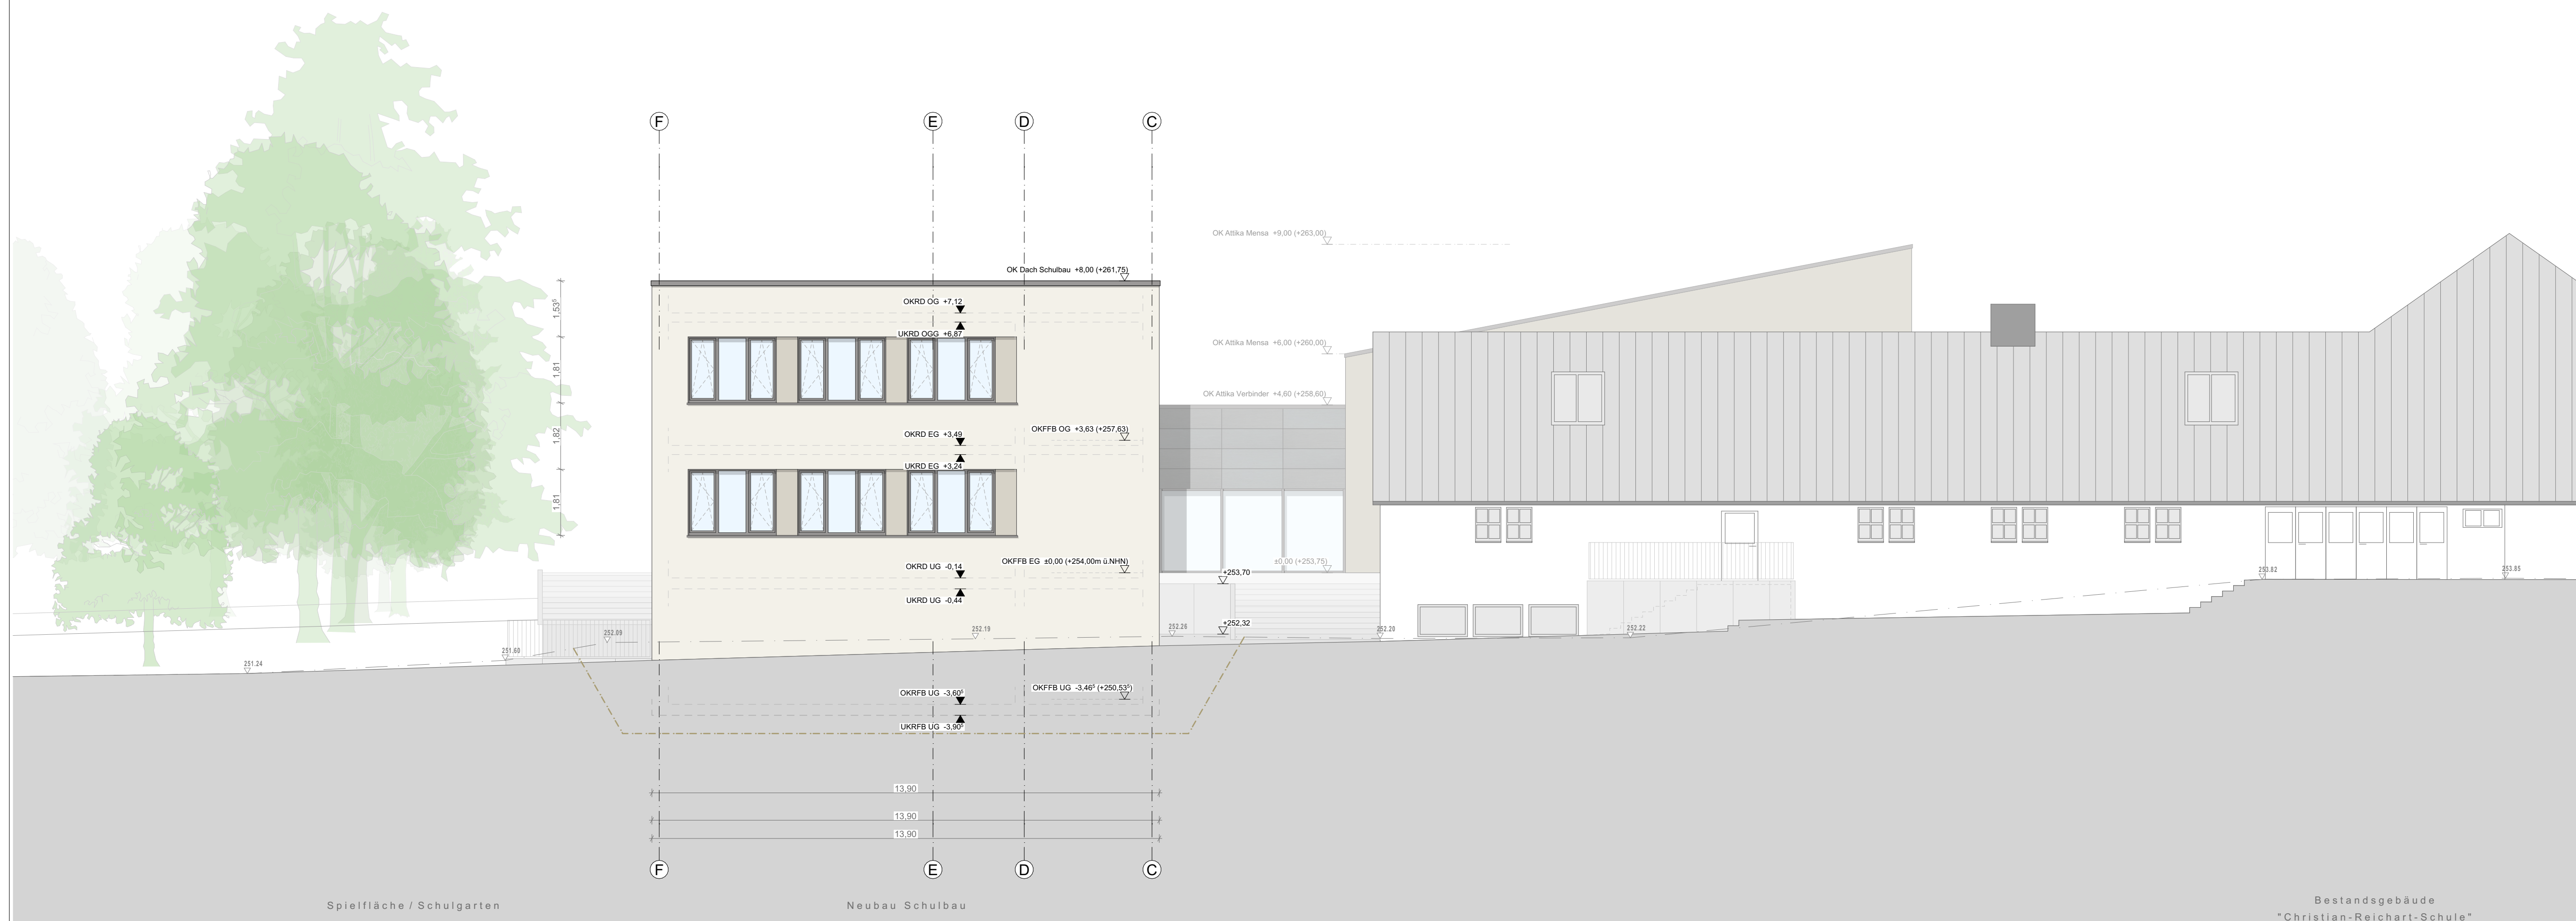 F
E
D
C
OK Attika Mensa +9,00 (+263,00)
OK Dach Schulbau +8,00 (+261,75)
1,53⁵
OKRD OG +7,12
UKRD OGG +6,87
OK Attika Mensa +6,00 (+260,00)
1,81
OK Attika Verbinder +4,60 (+258,60)
1,82
OKRD EG +3,49
OKFFB OG +3,63 (+257,63)
UKRD EG +3,24
1,81
OKRD UG -0,14
OKFFB EG ±0,00 (+254,00m ü.NHN)
±0,00 (+253,75)
+253,70
253.82
253.85
UKRD UG -0,44
+252,32
252.09
252.19
252.26
252.20
252.22
251.60
251.24
OKRFB UG -3,60⁵
OKFFB UG -3,46⁵ (+250,53⁵)
UKRFB UG -3,90⁵
13,90
13,90
13,90
F
E
D
C
Spielfläche / Schulgarten
Neubau Schulbau
Bestandsgebäude
"Christian-Reichart-Schule"